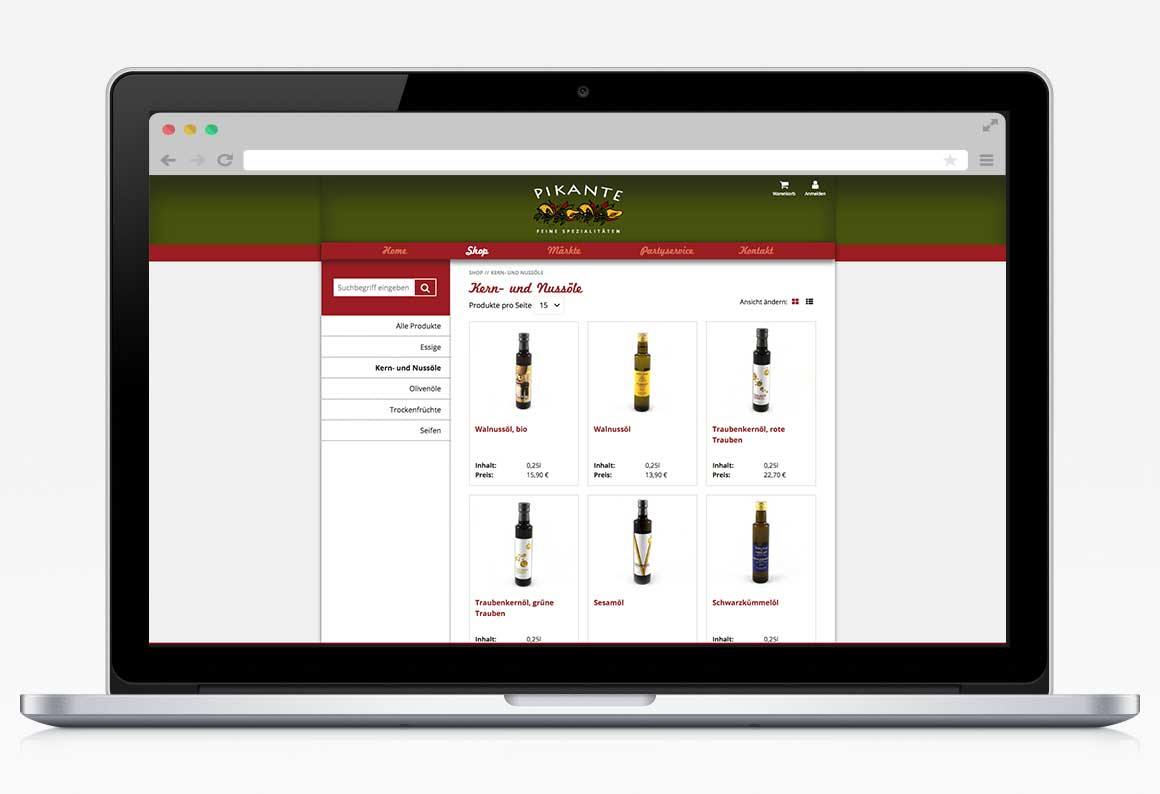 PIKANTE
FEINE SPEZIALITÄTEN
Warenkorb
Anmelden
Home
Shop
Märkte
Partyservice
Kontakt
Suchbegriff eingeben
Alle Produkte
Essige
Kern- und Nussöle
Olivenöle
Trockenfrüchte
Seifen
SHOP // KERN- UND NUSSÖLE
Kern- und Nussöle
Produkte pro Seite 15
Ansicht ändern:
Walnussöl, bio
Inhalt: 0,25l
Preis: 15,90 €
Walnussöl
Inhalt: 0,25l
Preis: 13,90 €
Traubenkernöl, rote
Trauben
Inhalt: 0,25l
Preis: 22,70 €
Traubenkernöl, grüne
Trauben
Inhalt: 0,25l
Sesamöl
Inhalt: 0,25l
Schwarzkümmelöl
Inhalt: 0,25l